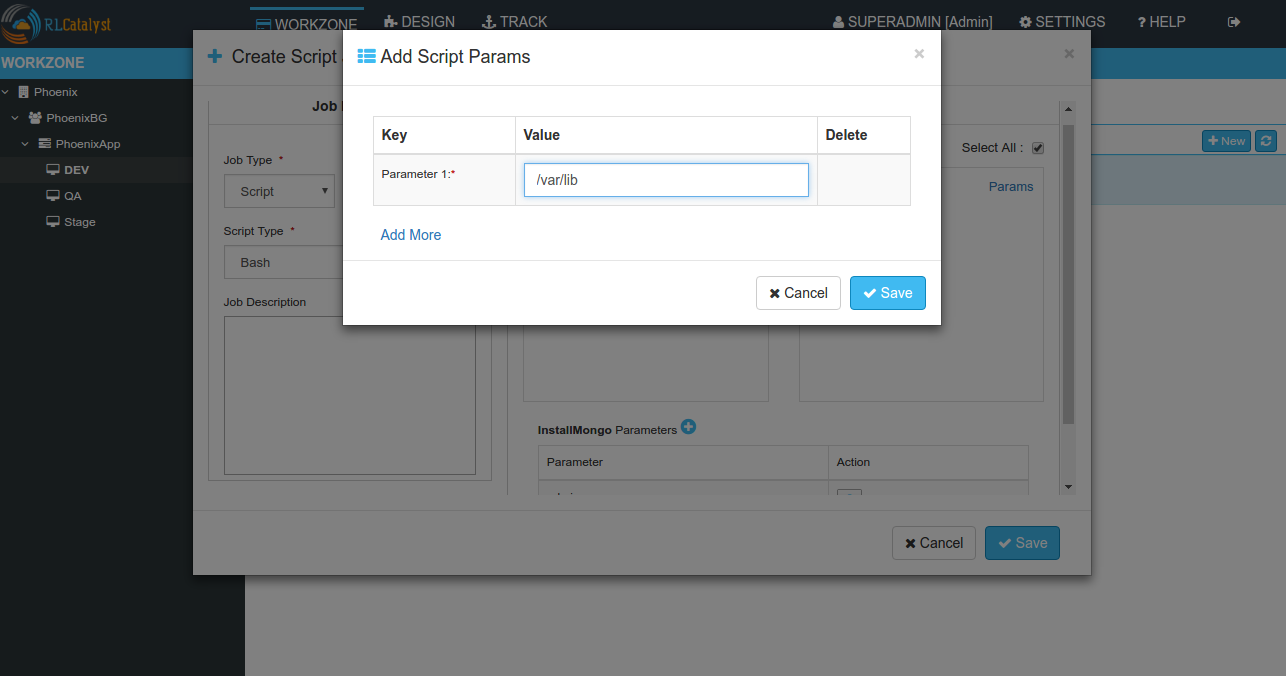 RLCatalyst
WORKZONE
DESIGN
TRACK
SUPERADMIN [Admin]
SETTINGS
? HELP
WORKZONE
Phoenix
PhoenixBG
PhoenixApp
DEV
QA
Stage
Create Script
×
Add Script Params
×
Job
Key
Value
Delete
Parameter 1:*
/var/lib
Add More
Cancel
Save
Job Type *
Script
Script Type *
Bash
Job Description
New
Select All :
Params
InstallMongo Parameters
Parameter
Action
Cancel
Save